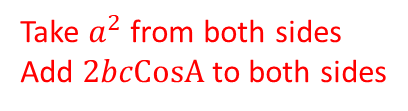 Take a² from both sides
Add 2bcCosA to both sides